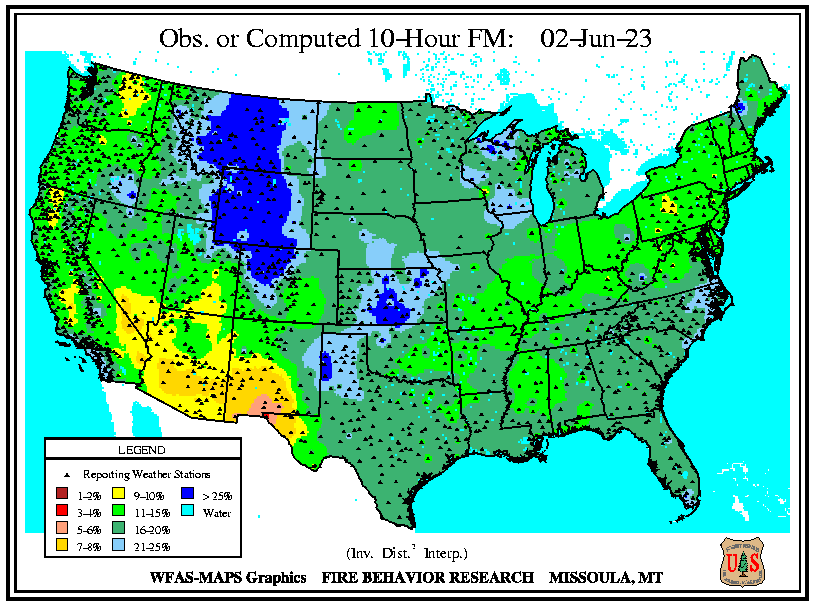 Obs. or Computed 10-Hour FM: 02-Jun-23
LEGEND
Reporting Weather Stations
1-2% 9-10% > 25%
3-4% 11-15% Water
5-6% 16-20%
7-8% 21-25%
(Inv. Dist.² Interp.)
WFAS-MAPS Graphics FIRE BEHAVIOR RESEARCH MISSOULA, MT
U S